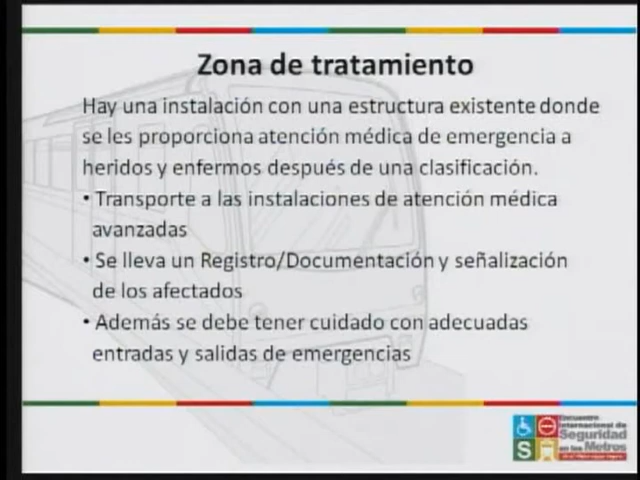 Zona de tratamiento
Hay una instalación con una estructura existente donde
se les proporciona atención médica de emergencia a
heridos y enfermos después de una clasificación.
• Transporte a las instalaciones de atención médica
avanzadas
• Se lleva un Registro/Documentación y señalización
de los afectados
• Además se debe tener cuidado con adecuadas
entradas y salidas de emergencias
Encuentro
Internacional de
Seguridad
en los Metros
S